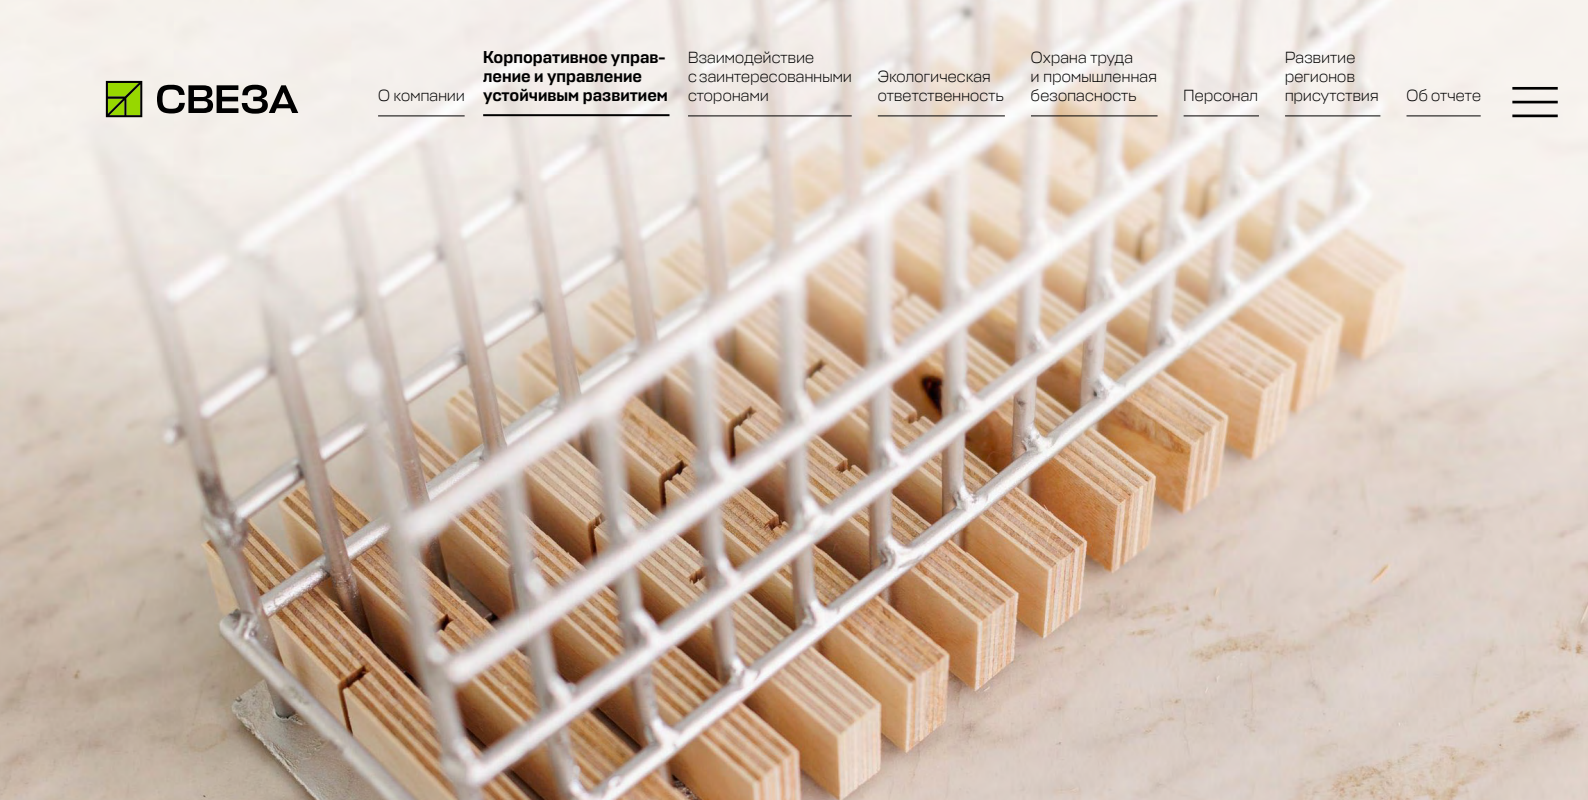 СВЕЗА
О компании
Корпоративное управ-
ление и управление
устойчивым развитием
Взаимодействие
с заинтересованными
сторонами
Экологическая
ответственность
Охрана труда
и промышленная
безопасность
Персонал
Развитие
регионов
присутствия
Об отчете